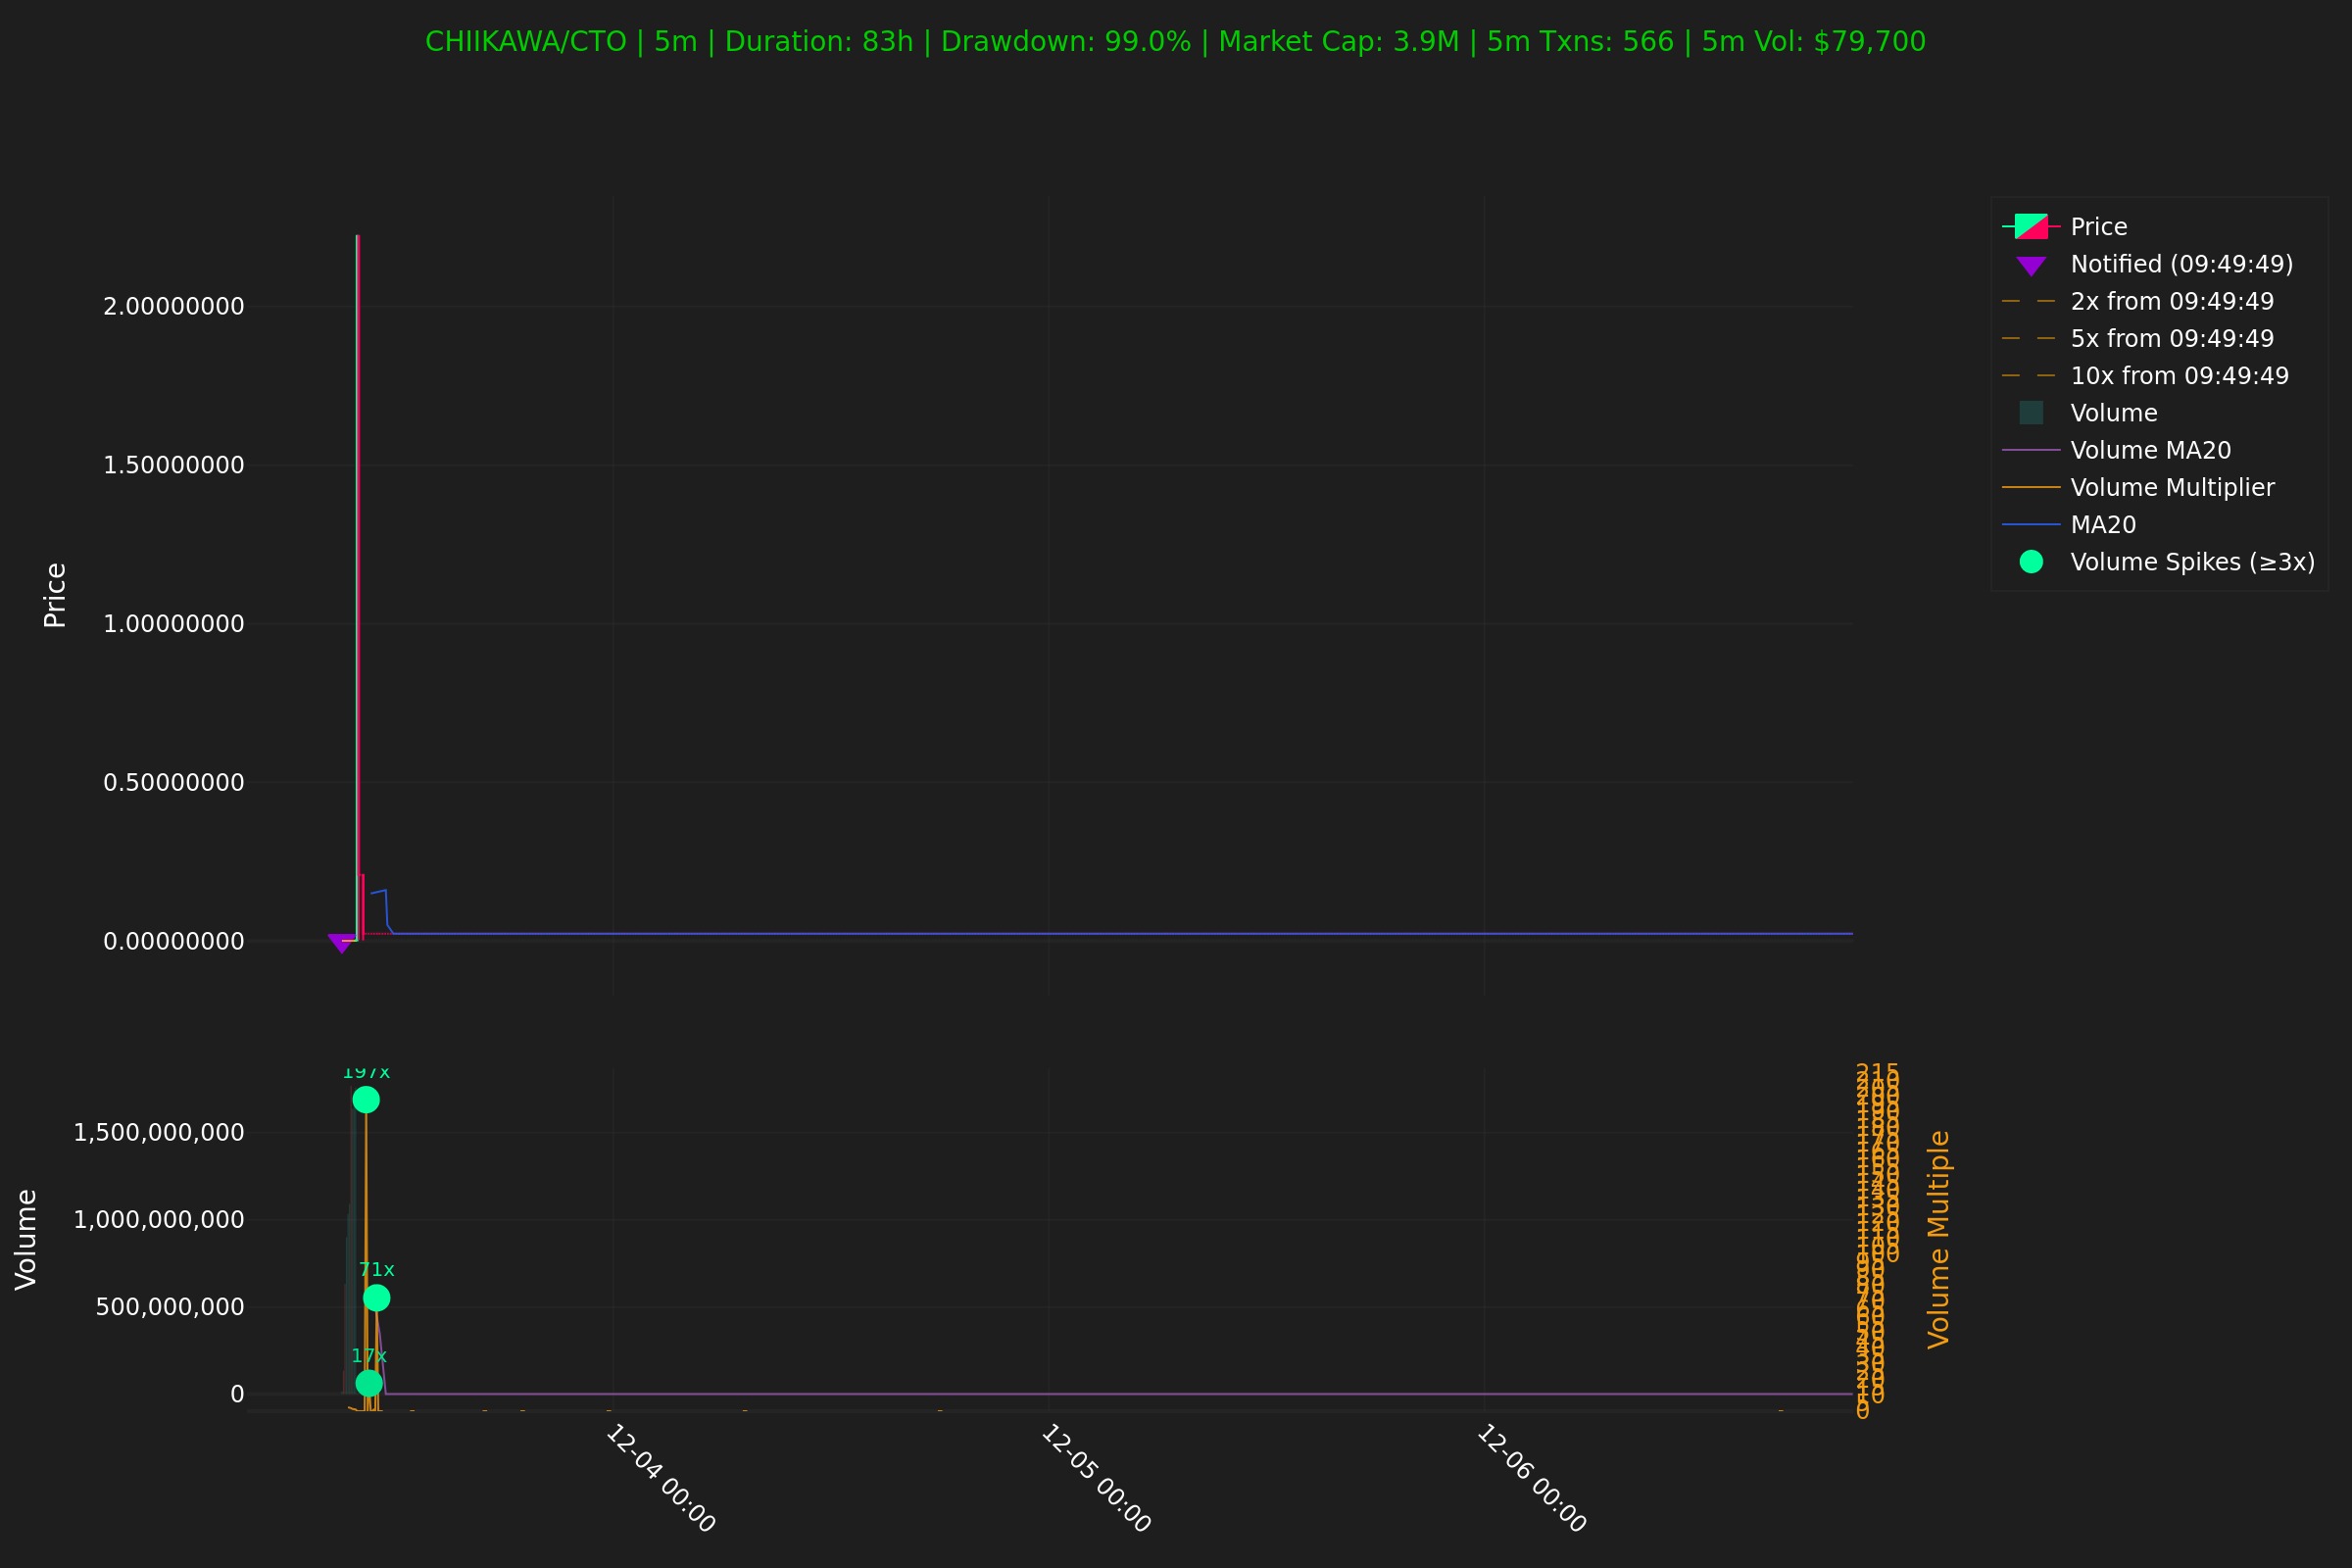 CHIIKAWA/CTO | 5m | Duration: 83h | Drawdown: 99.0% | Market Cap: 3.9M | 5m Txns: 566 | 5m Vol: $79,700
Price
2.00000000
1.50000000
1.00000000
0.50000000
0.00000000
Price
Notified (09:49:49)
2x from 09:49:49
5x from 09:49:49
10x from 09:49:49
Volume
Volume MA20
Volume Multiplier
MA20
Volume Spikes (≥3x)
Volume
1,500,000,000
1,000,000,000
500,000,000
0
197x
71x
17x
Volume Multiple
215
0
12-04 00:00
12-05 00:00
12-06 00:00